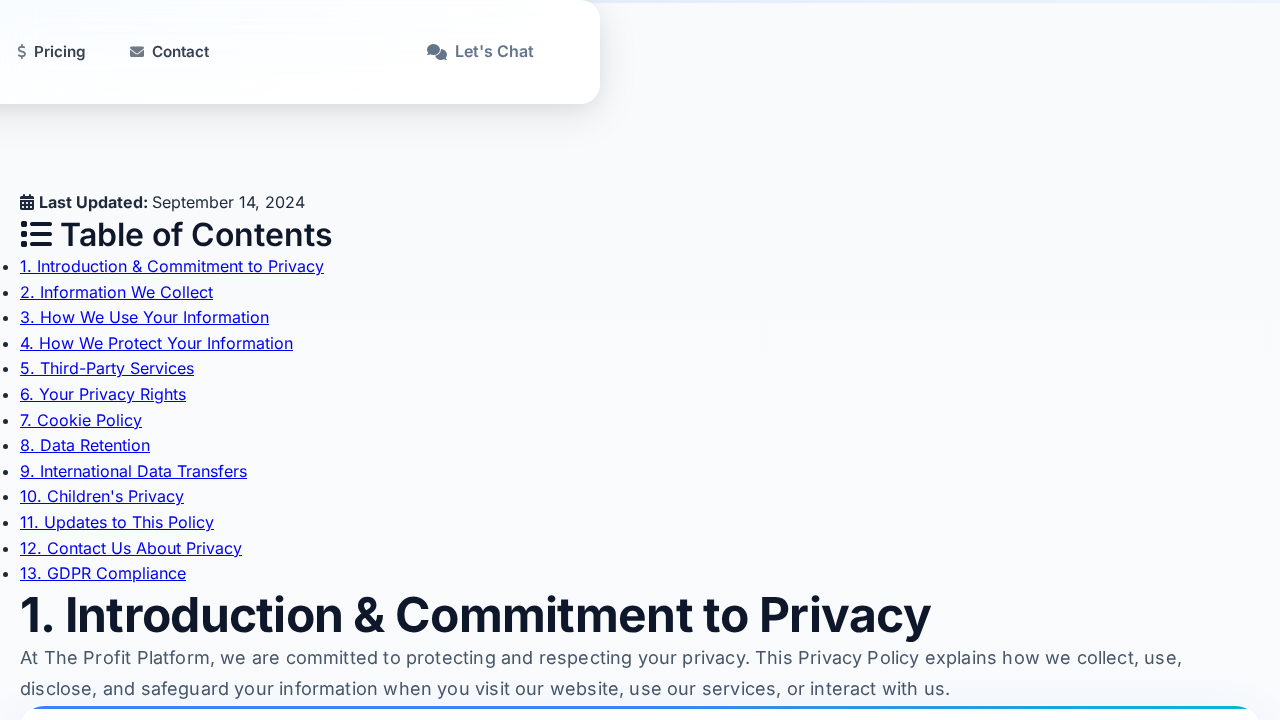 Pricing Contact Let's Chat
Last Updated: September 14, 2024
Table of Contents
1. Introduction & Commitment to Privacy
2. Information We Collect
3. How We Use Your Information
4. How We Protect Your Information
5. Third-Party Services
6. Your Privacy Rights
7. Cookie Policy
8. Data Retention
9. International Data Transfers
10. Children's Privacy
11. Updates to This Policy
12. Contact Us About Privacy
13. GDPR Compliance
1. Introduction & Commitment to Privacy
At The Profit Platform, we are committed to protecting and respecting your privacy. This Privacy Policy explains how we collect, use,
disclose, and safeguard your information when you visit our website, use our services, or interact with us.